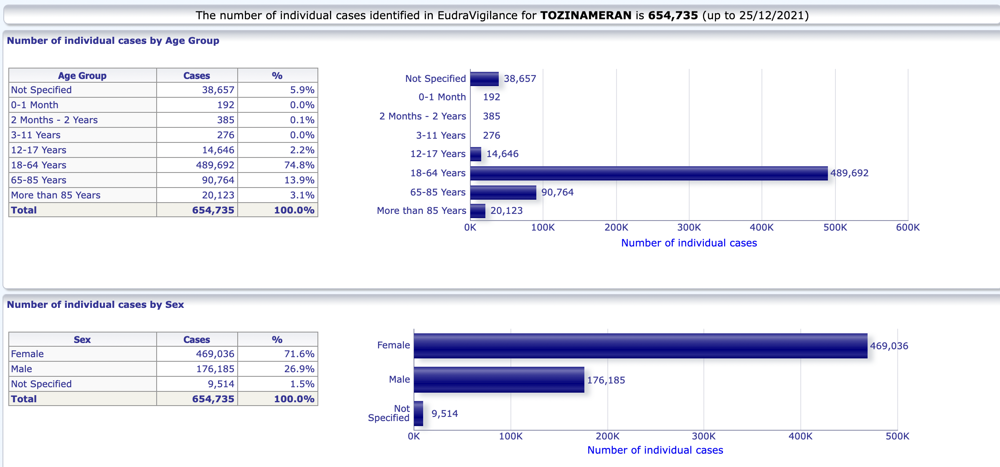 The number of individual cases identified in EudraVigilance for TOZINAMERAN is 654,735 (up to 25/12/2021)
Number of individual cases by Age Group
Age Group Cases %
Not Specified 38,657 5.9%
0-1 Month 192 0.0%
2 Months - 2 Years 385 0.1%
3-11 Years 276 0.0%
12-17 Years 14,646 2.2%
18-64 Years 489,692 74.8%
65-85 Years 90,764 13.9%
More than 85 Years 20,123 3.1%
Total 654,735 100.0%
Not Specified 38,657
0-1 Month 192
2 Months - 2 Years 385
3-11 Years 276
12-17 Years 14,646
18-64 Years 489,692
65-85 Years 90,764
More than 85 Years 20,123
0K 100K 200K 300K 400K 500K 600K
Number of individual cases
Number of individual cases by Sex
Sex Cases %
Female 469,036 71.6%
Male 176,185 26.9%
Not Specified 9,514 1.5%
Total 654,735 100.0%
Female 469,036
Male 176,185
Not
Specified 9,514
0K 100K 200K 300K 400K 500K
Number of individual cases